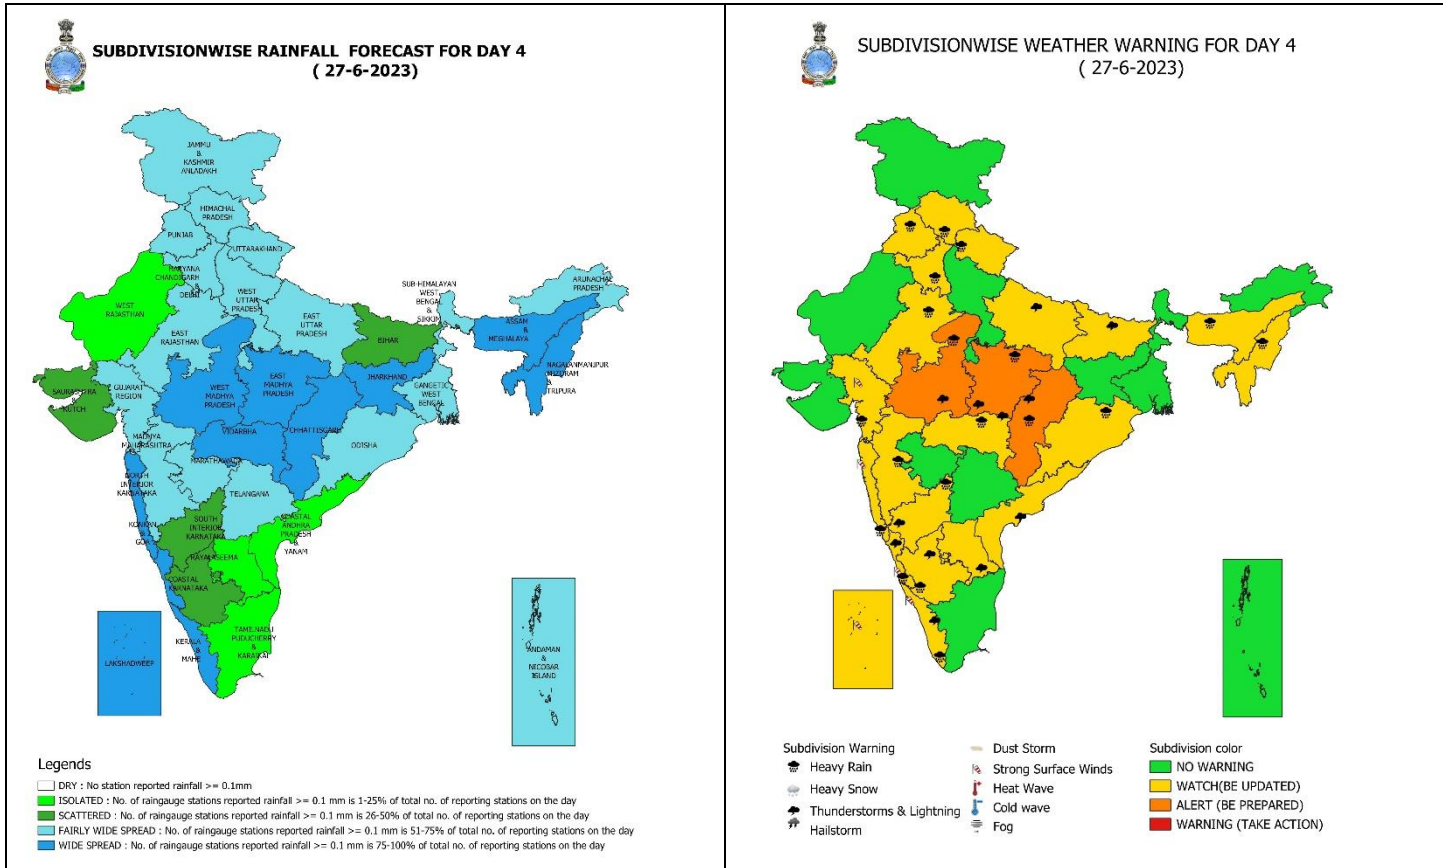 SUBDIVISIONWISE RAINFALL FORECAST FOR DAY 4
( 27-6-2023)
JAMMU
&
KASHMIR
ANLADAKH
HIMACHAL
PRADESH
PUNJAB
UTTARAKHAND
HARYANA
CHANDIGARH
&
DELHI
WEST
RAJASTHAN
WEST
UTTAR
PRADESH
SUB-HIMALAYAN
WEST
BENGAL
&
SIKKIM
ARUNACHAL
PRADESH
EAST
RAJASTHAN
EAST
UTTAR
PRADESH
BIHAR
ASSAM
&
MEGHALAYA
NAGALANMANIPUR
MIZORAM
&
TRIPURA
SAURASHTRA
&
KUTCH
GUJARAT
REGION
WEST
MADHYA
PRADESH
EAST
MADHYA
PRADESH
JHARKHAND
GANGETIC
WEST
BENGAL
MADHYA
MAHARASHTRA
VIDARBHA
CHHATTISGARH
ODISHA
MARATHAWADA
NORTH
INTERIOR
KARNATAKA
TELANGANA
KONKAN
&
GOA
SOUTH
INTERIOR
KARNATAKA
COASTAL
ANDHRA
PRADESH
&
YANAM
RAYALASEEMA
COASTAL
KARNATAKA
TAMILNADU
PUDUCHERRY
&
KARAIKAL
KERALA
&
MAHE
LAKSHADWEEP
ANDAMAN
&
NICOBAR
ISLAND
Legends
DRY : No station reported rainfall >= 0.1mm
ISOLATED : No. of raingauge stations reported rainfall >= 0.1 mm is 1-25% of total no. of reporting stations on the day
SCATTERED : No. of raingauge stations reported rainfall >= 0.1 mm is 26-50% of total no. of reporting stations on the day
FAIRLY WIDE SPREAD : No. of raingauge stations reported rainfall >= 0.1 mm is 51-75% of total no. of reporting stations on the day
WIDE SPREAD : No. of raingauge stations reported rainfall >= 0.1 mm is 75-100% of total no. of reporting stations on the day
SUBDIVISIONWISE WEATHER WARNING FOR DAY 4
( 27-6-2023)
Subdivision Warning
Heavy Rain
Heavy Snow
Thunderstorms & Lightning
Hailstorm
Dust Storm
Strong Surface Winds
Heat Wave
Cold wave
Fog
Subdivision color
NO WARNING
WATCH(BE UPDATED)
ALERT (BE PREPARED)
WARNING (TAKE ACTION)